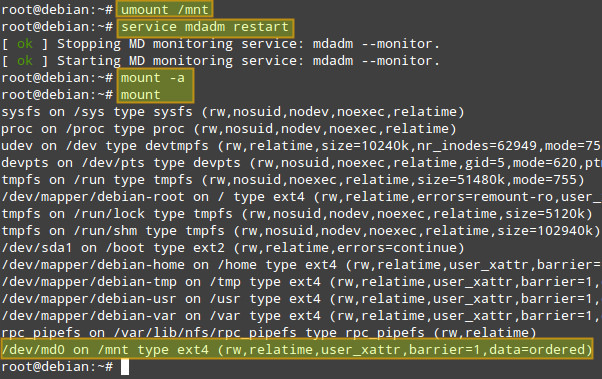 root@debian:~# umount /mnt
root@debian:~# service mdadm restart
[ ok ] Stopping MD monitoring service: mdadm --monitor.
[ ok ] Starting MD monitoring service: mdadm --monitor.
root@debian:~# mount -a
root@debian:~# mount
sysfs on /sys type sysfs (rw,nosuid,nodev,noexec,relatime)
proc on /proc type proc (rw,nosuid,nodev,noexec,relatime)
udev on /dev type devtmpfs (rw,relatime,size=10240k,nr_inodes=62949,mode=75
devpts on /dev/pts type devpts (rw,nosuid,noexec,relatime,gid=5,mode=620,pt
tmpfs on /run type tmpfs (rw,nosuid,noexec,relatime,size=51480k,mode=755)
/dev/mapper/debian-root on / type ext4 (rw,relatime,errors=remount-ro,user_
tmpfs on /run/lock type tmpfs (rw,nosuid,nodev,noexec,relatime,size=5120k)
tmpfs on /run/shm type tmpfs (rw,nosuid,nodev,noexec,relatime,size=102940k)
/dev/sda1 on /boot type ext2 (rw,relatime,errors=continue)
/dev/mapper/debian-home on /home type ext4 (rw,relatime,user_xattr,barrier=
/dev/mapper/debian-tmp on /tmp type ext4 (rw,relatime,user_xattr,barrier=1,
/dev/mapper/debian-usr on /usr type ext4 (rw,relatime,user_xattr,barrier=1,
/dev/mapper/debian-var on /var type ext4 (rw,relatime,user_xattr,barrier=1,
rpc_pipefs on /var/lib/nfs/rpc_pipefs type rpc_pipefs (rw,relatime)
/dev/md0 on /mnt type ext4 (rw,relatime,user_xattr,barrier=1,data=ordered)
root@debian:~#